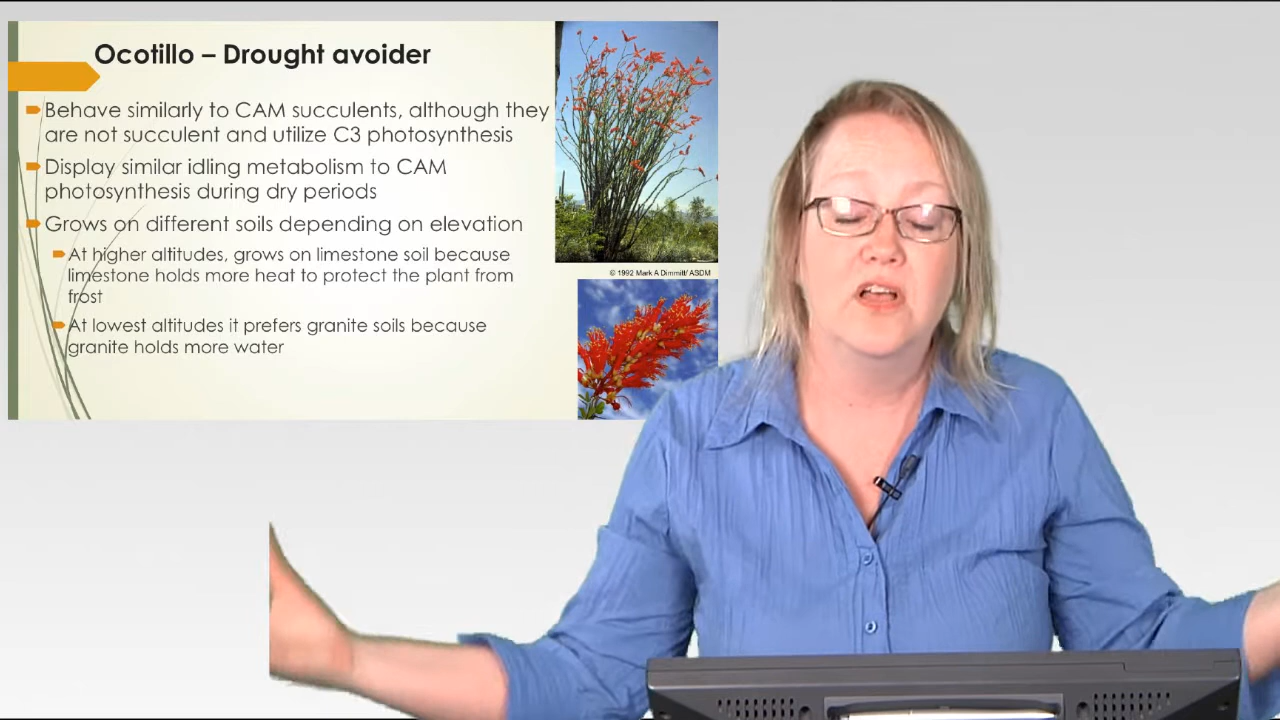 Ocotillo – Drought avoider
Behave similarly to CAM succulents, although they
are not succulent and utilize C3 photosynthesis
Display similar idling metabolism to CAM
photosynthesis during dry periods
Grows on different soils depending on elevation
At higher altitudes, grows on limestone soil because
limestone holds more heat to protect the plant from
frost
At lowest altitudes it prefers granite soils because
granite holds more water
© 1992 Mark A Dimmitt/ ASDM